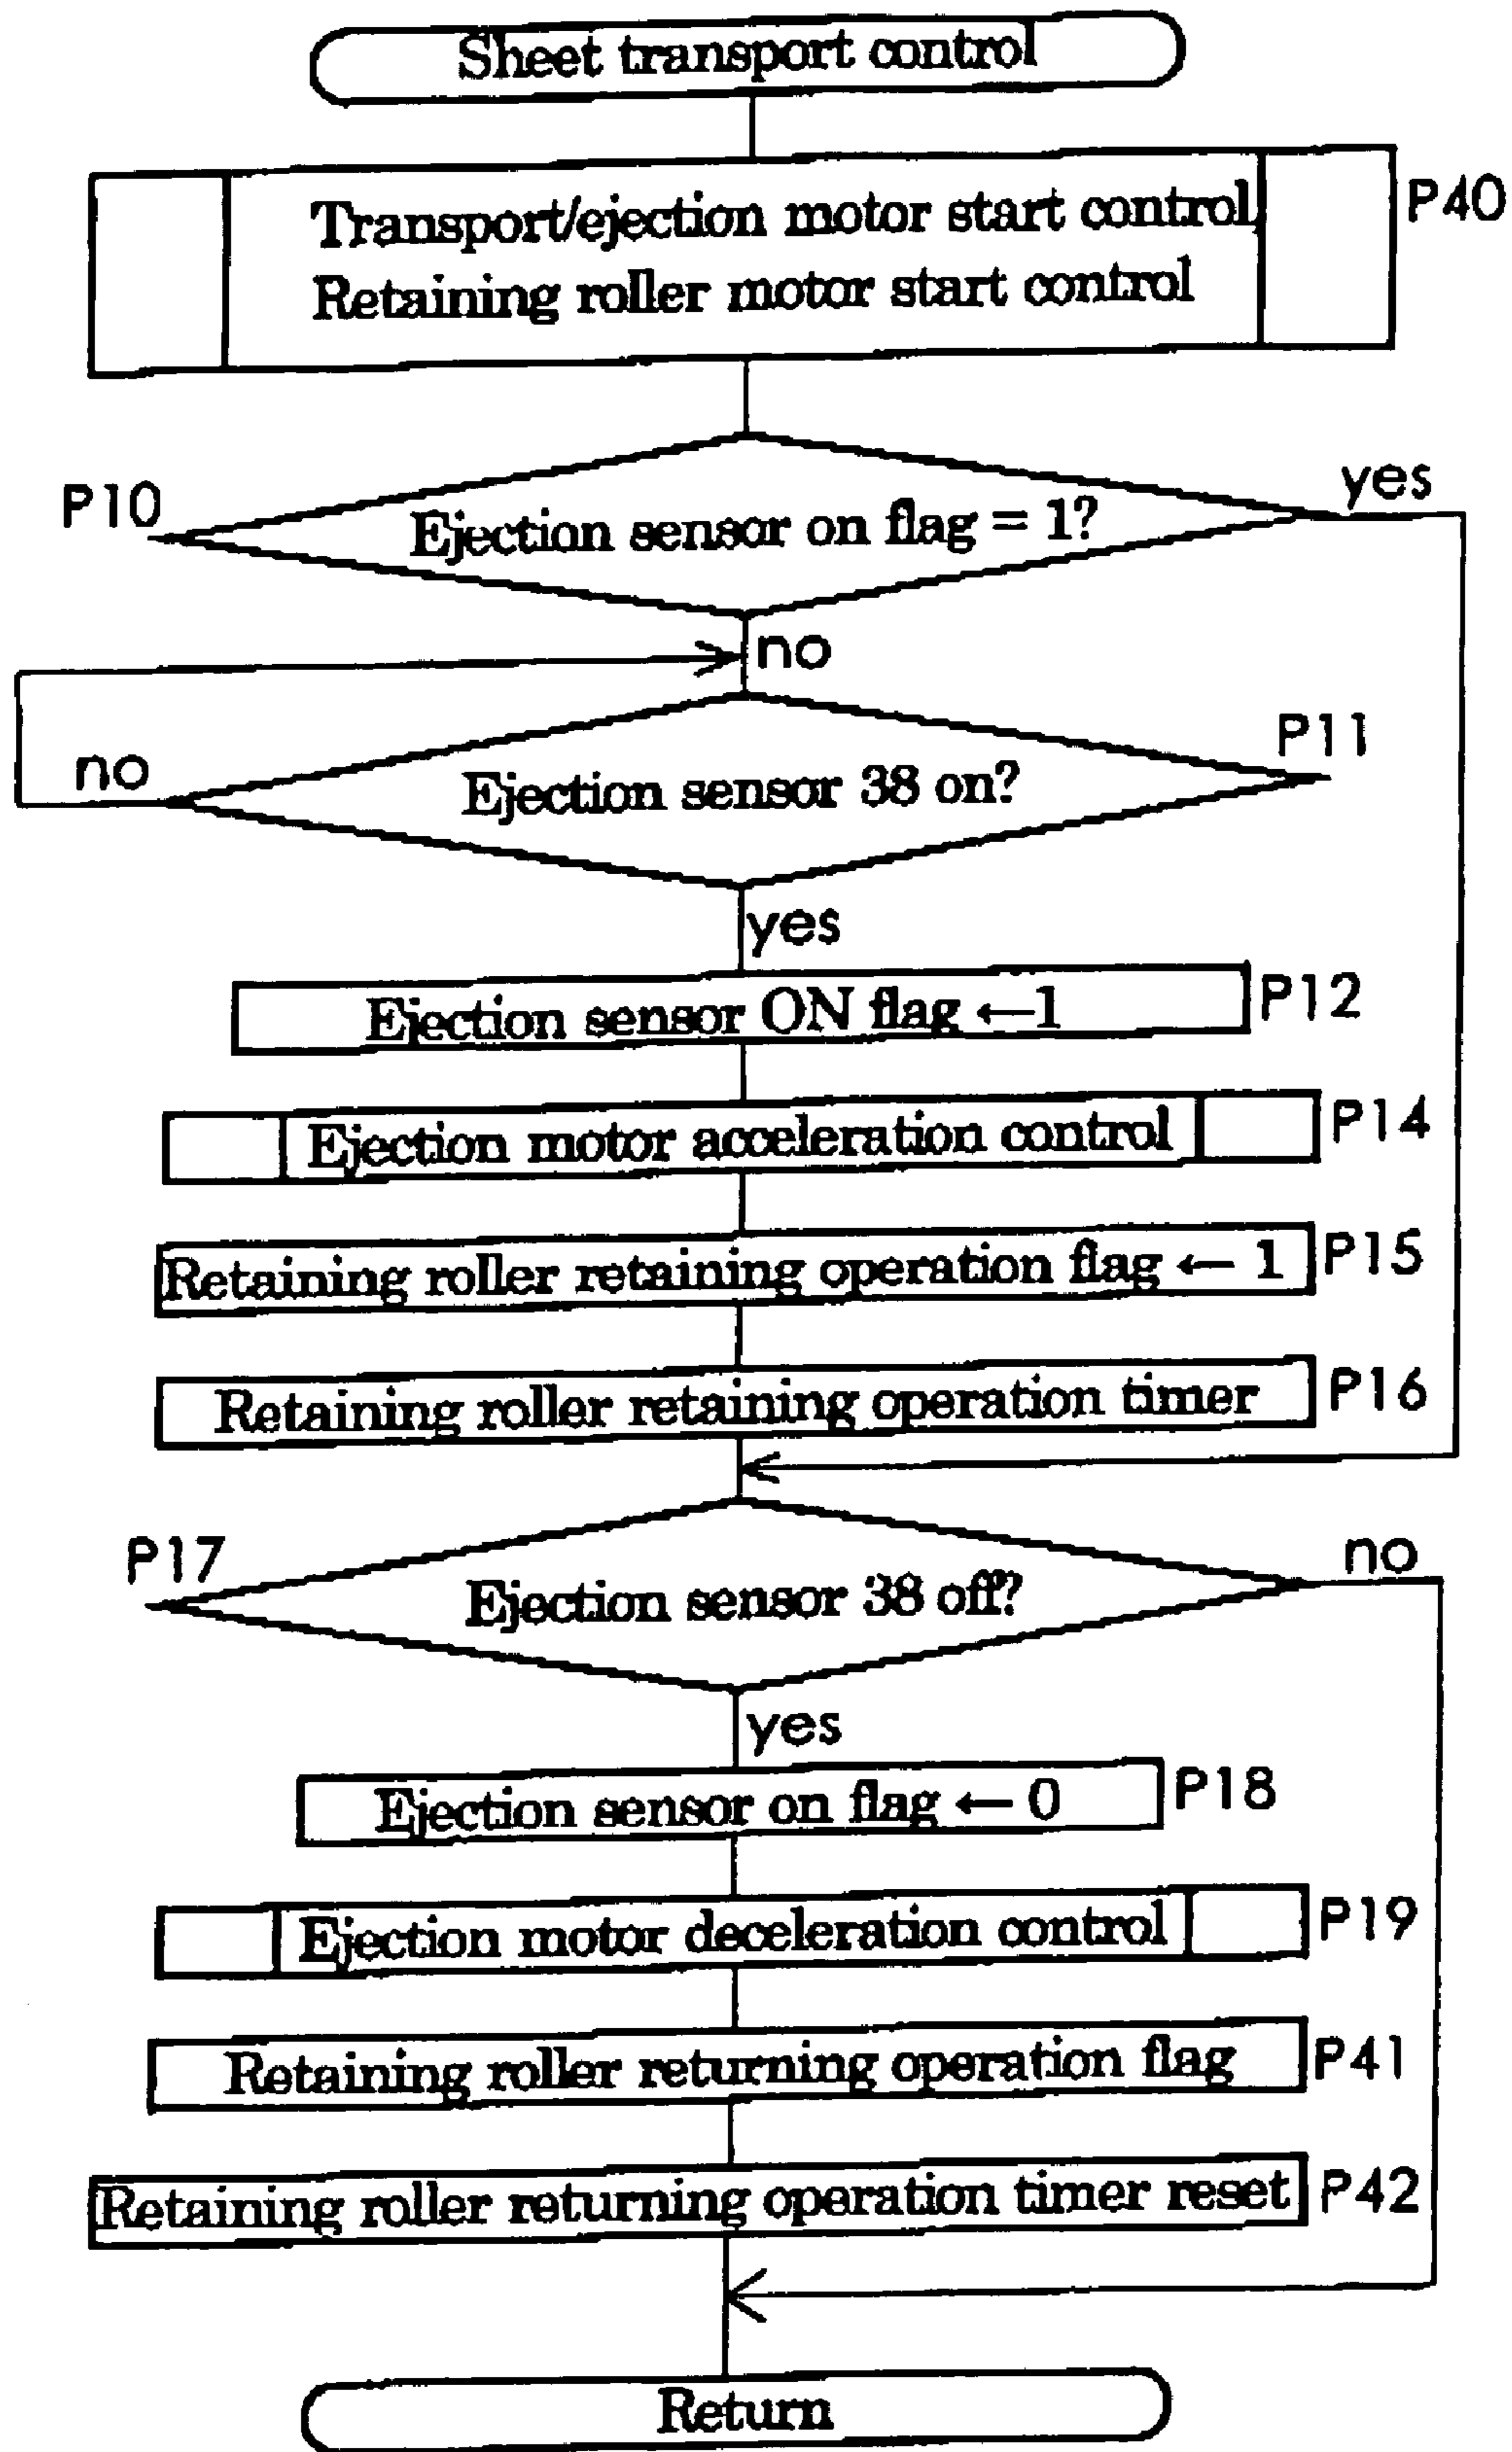 Sheet transport control
Transport/ejection motor start control
Retaining roller motor start control
P40
P10
Ejection sensor on flag = 1?
yes
no
P11
no
Ejection sensor 38 on?
yes
Ejection sensor ON flag ←1
P12
Ejection motor acceleration control
P14
Retaining roller retaining operation flag ← 1
P15
Retaining roller retaining operation timer
P16
P17
Ejection sensor 38 off?
no
yes
Ejection sensor on flag ← 0
P18
Ejection motor deceleration control
P19
Retaining roller returning operation flag
P41
Retaining roller returning operation timer reset
P42
Return